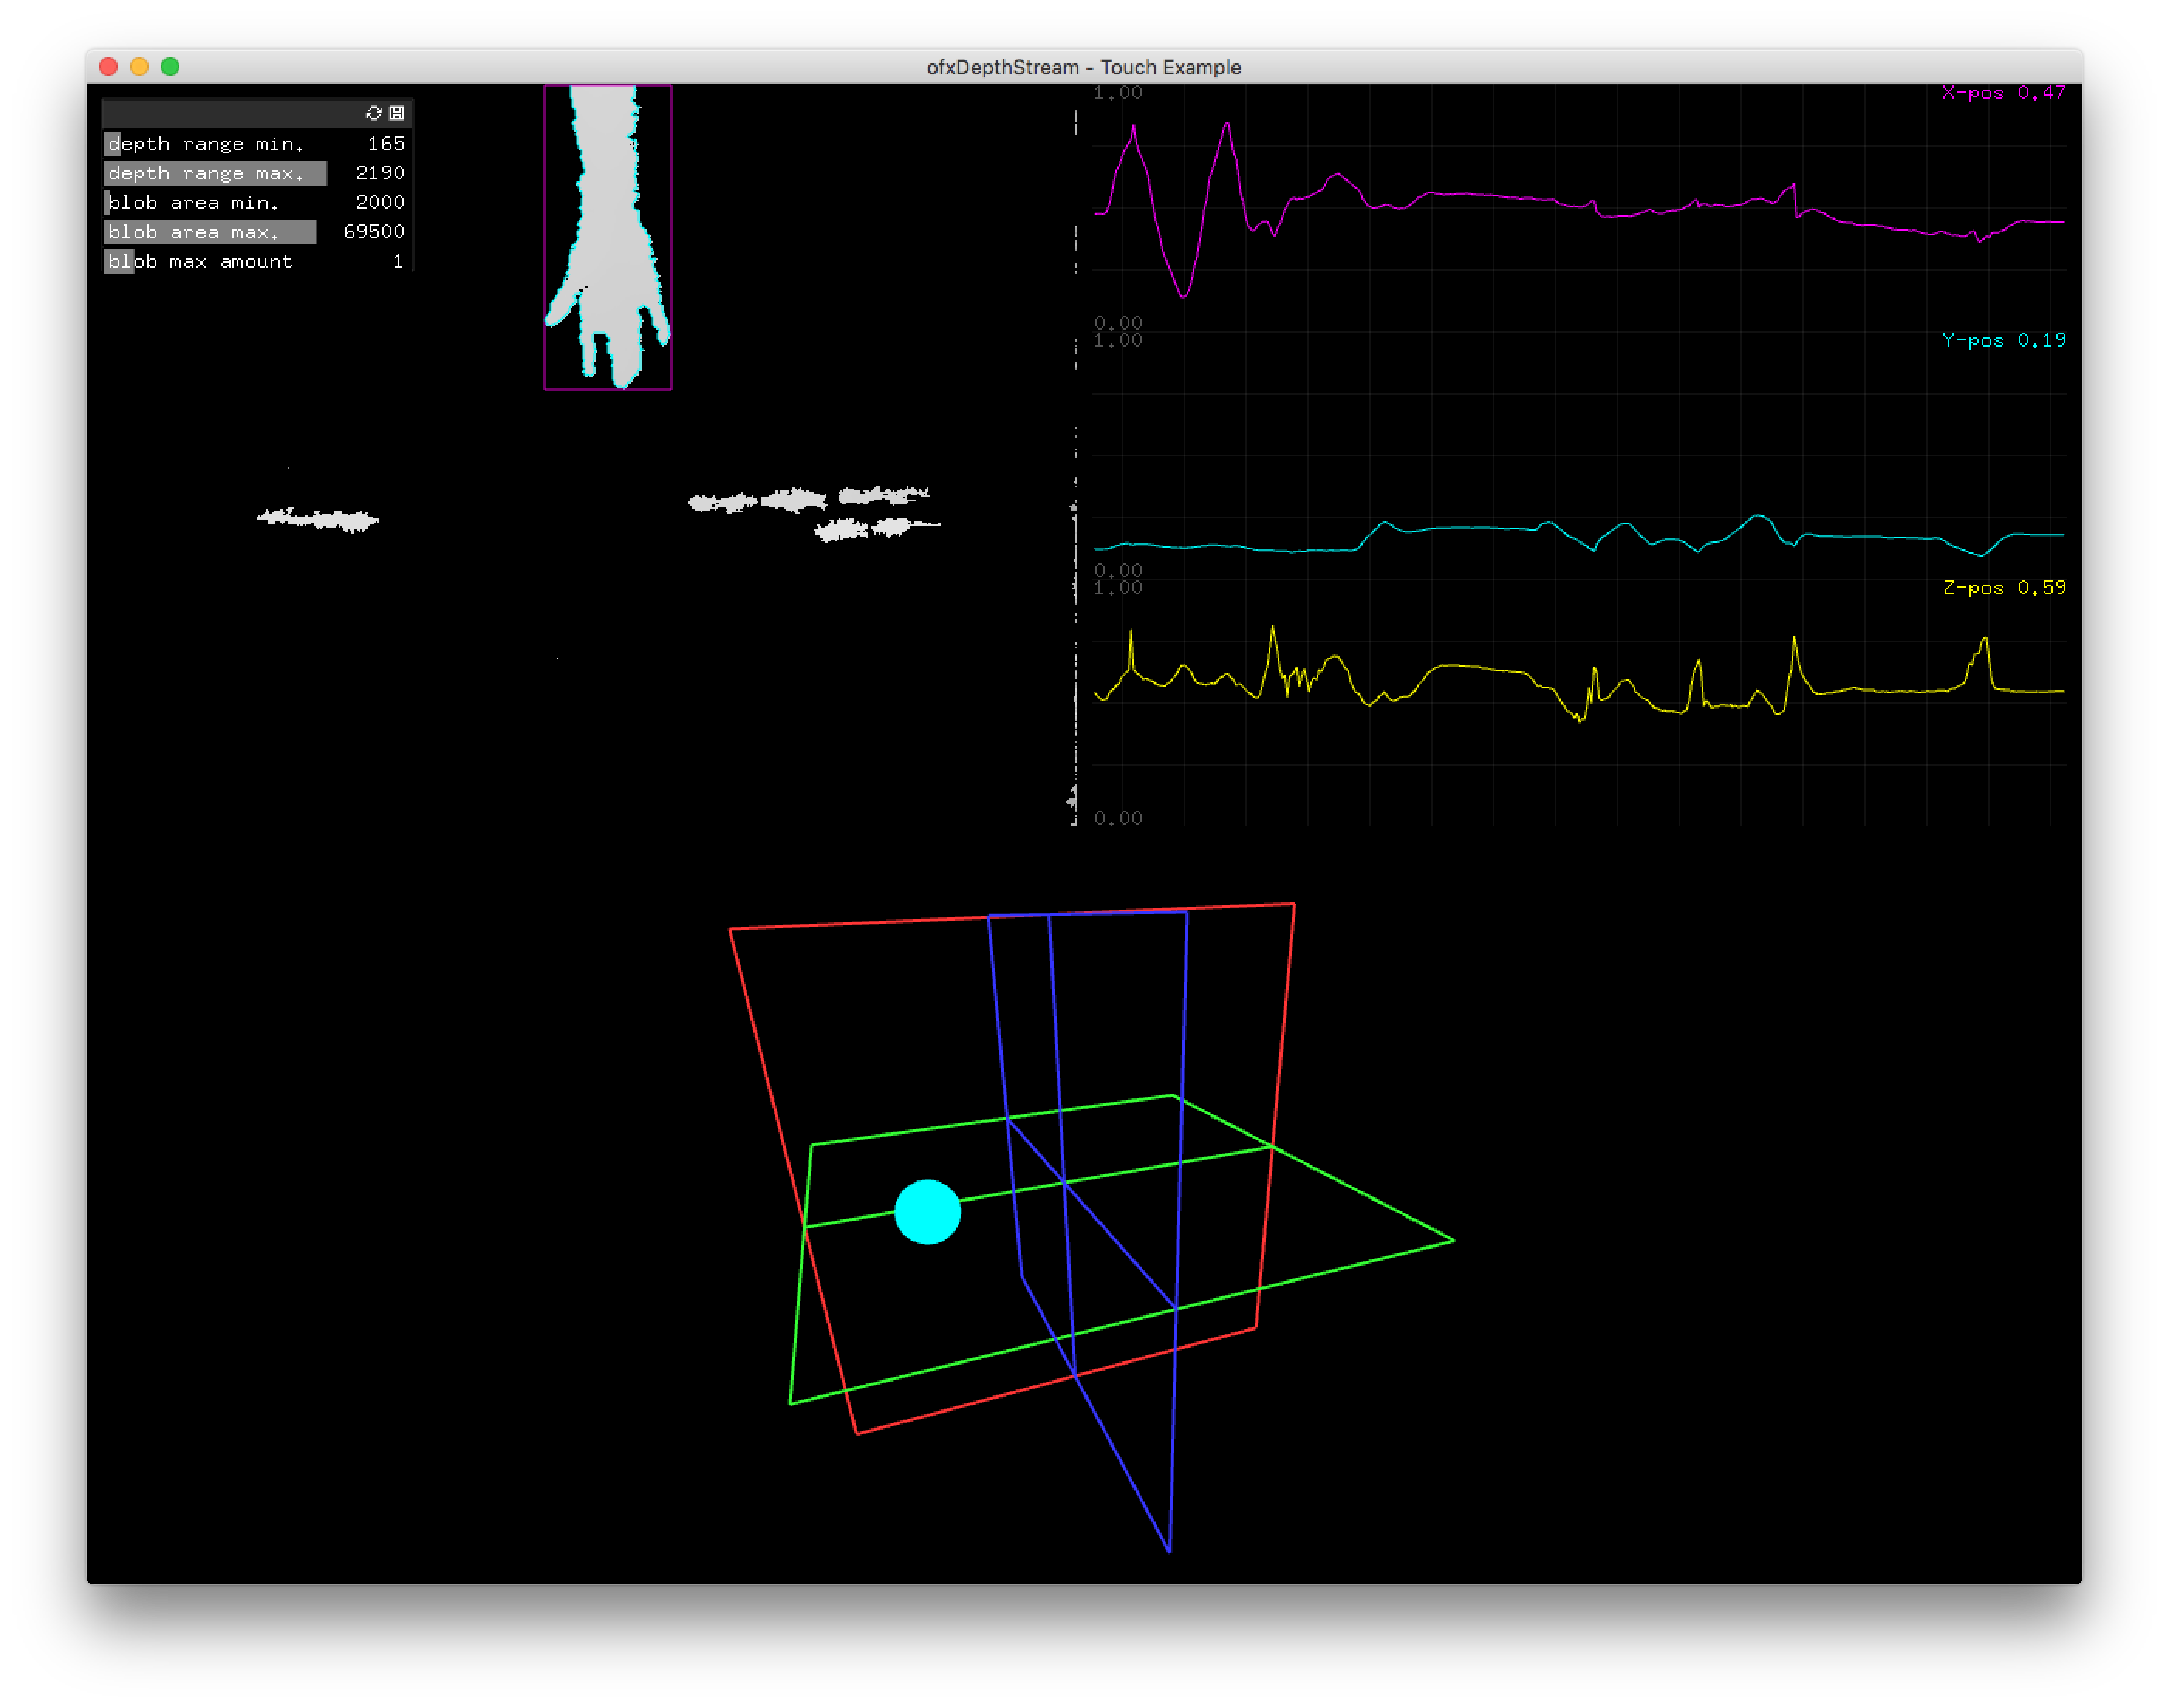 ofxDepthStream - Touch Example
depth range min. 165
depth range max. 2190
blob area min. 2000
blob area max. 69500
blob max amount 1
1.00 X-pos 0.47
0.00
1.00 Y-pos 0.19
0.00
1.00 Z-pos 0.59
0.00